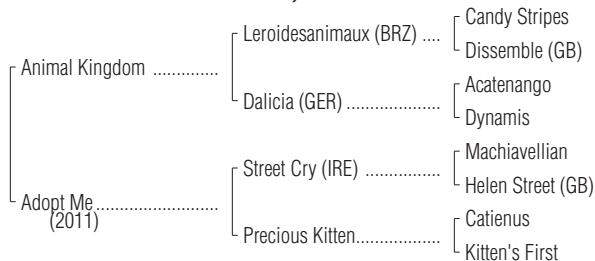 Candy Stripes
Leroidesanimaux (BRZ) ....
Dissemble (GB)
Animal Kingdom ..............
Acatenango
Dalicia (GER) ....................
Dynamis
Machiavellian
Street Cry (IRE) ................
Helen Street (GB)
Adopt Me ..........................
(2011)
Catienus
Precious Kitten..................
Kitten's First